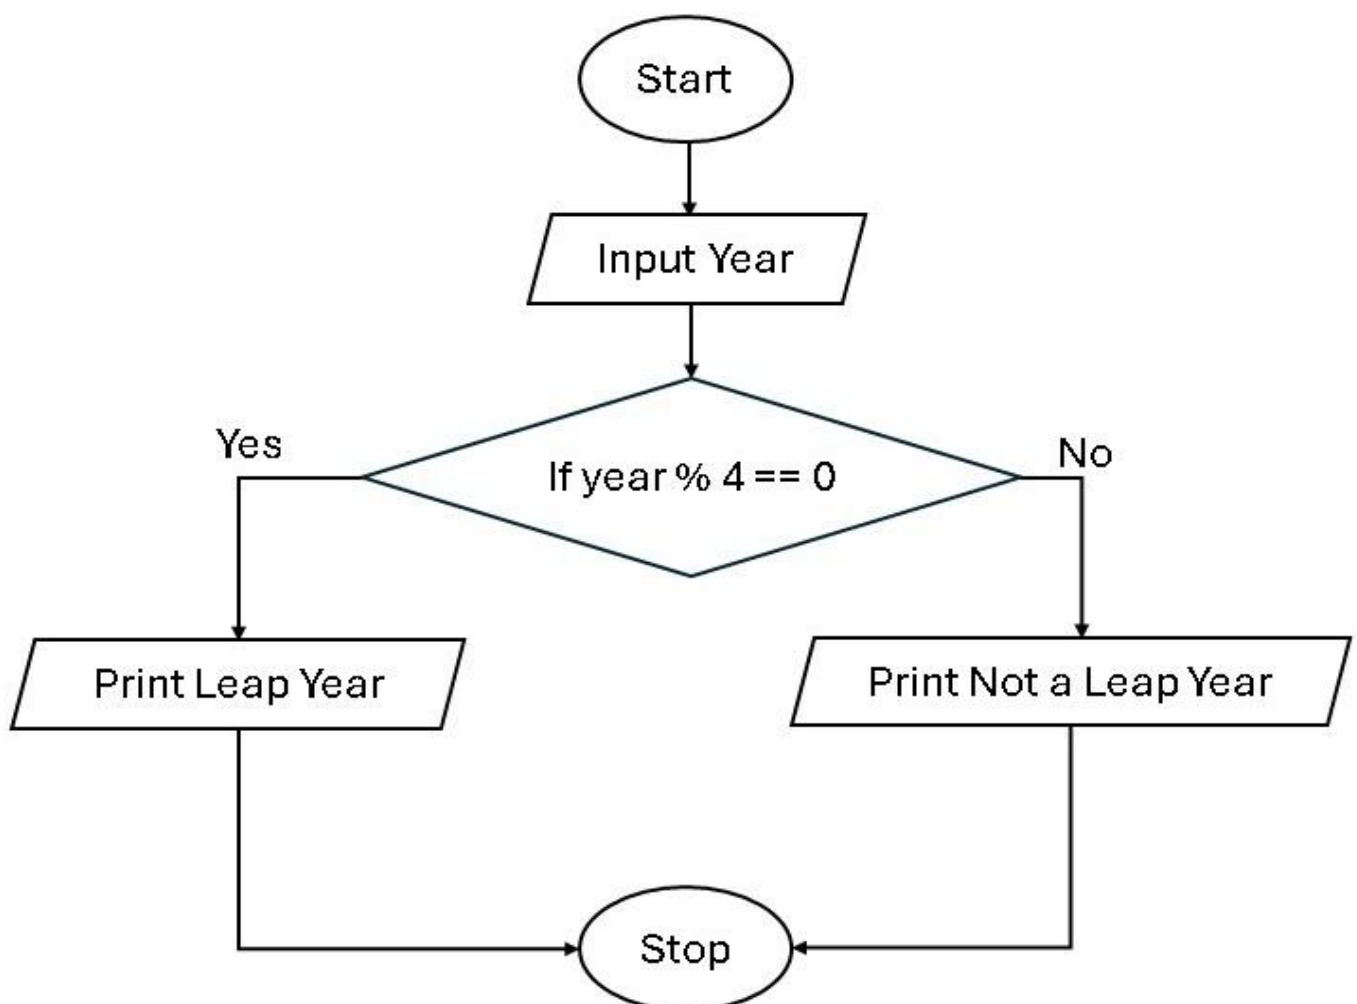 Start
Input Year
Yes
If year % 4 == 0
No
Print Leap Year
Print Not a Leap Year
Stop